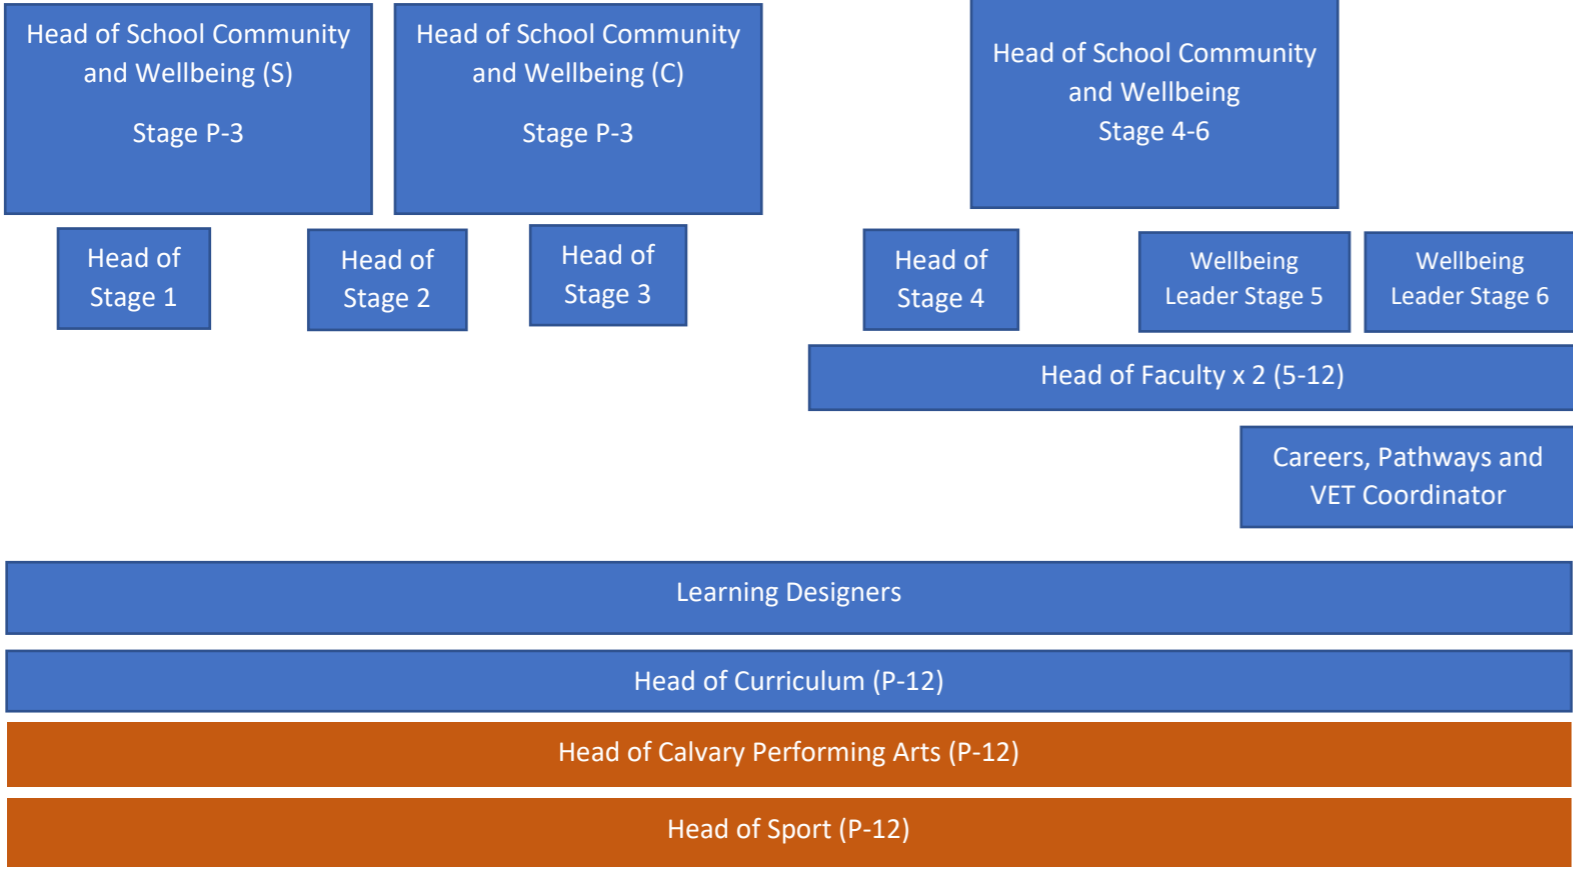 Head of School Community
and Wellbeing (S)
Stage P-3
Head of School Community
and Wellbeing (C)
Stage P-3
Head of School Community
and Wellbeing
Stage 4-6
Head of
Stage 1
Head of
Stage 2
Head of
Stage 3
Head of
Stage 4
Wellbeing
Leader Stage 5
Wellbeing
Leader Stage 6
Head of Faculty x 2 (5-12)
Careers, Pathways and
VET Coordinator
Learning Designers
Head of Curriculum (P-12)
Head of Calvary Performing Arts (P-12)
Head of Sport (P-12)